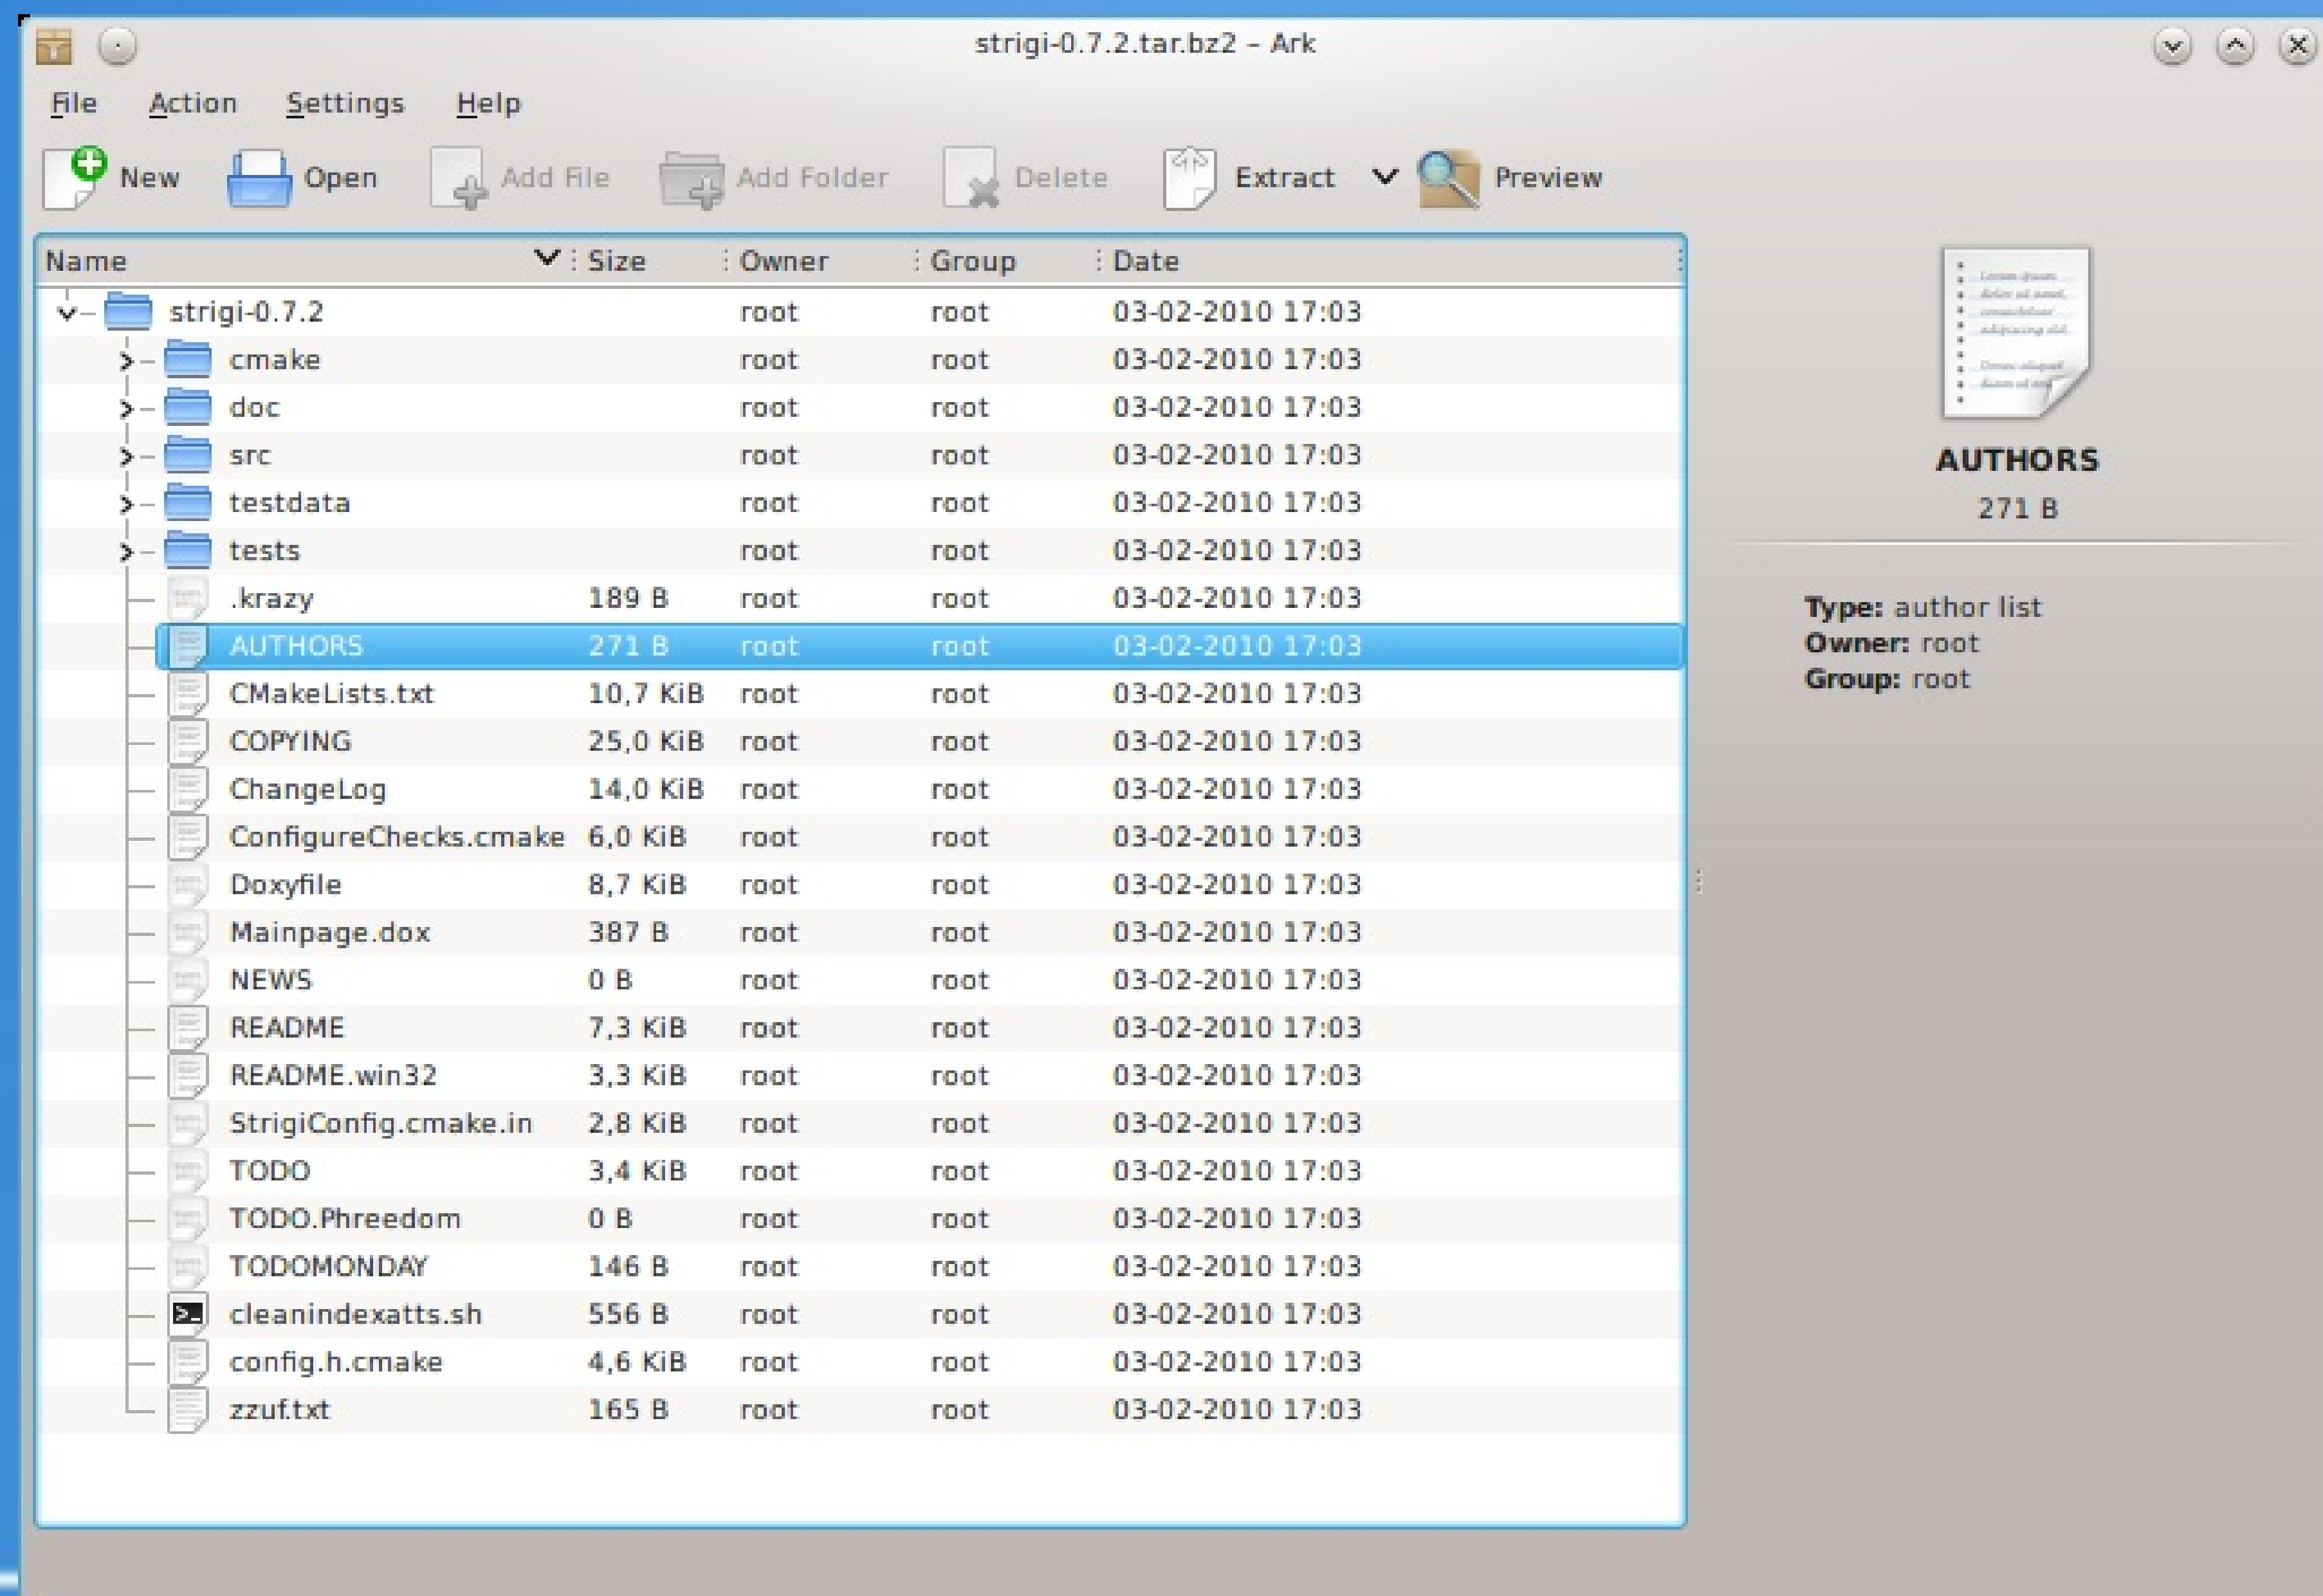 strigi-0.7.2.tar.bz2 – Ark
File Action Settings Help
New Open Add File Add Folder Delete Extract Preview
Name Size Owner Group Date
strigi-0.7.2 root root 03-02-2010 17:03
cmake root root 03-02-2010 17:03
doc root root 03-02-2010 17:03
src root root 03-02-2010 17:03
testdata root root 03-02-2010 17:03
tests root root 03-02-2010 17:03
.krazy 189 B root root 03-02-2010 17:03
AUTHORS 271 B root root 03-02-2010 17:03
CMakeLists.txt 10,7 KiB root root 03-02-2010 17:03
COPYING 25,0 KiB root root 03-02-2010 17:03
ChangeLog 14,0 KiB root root 03-02-2010 17:03
ConfigureChecks.cmake 6,0 KiB root root 03-02-2010 17:03
Doxyfile 8,7 KiB root root 03-02-2010 17:03
Mainpage.dox 387 B root root 03-02-2010 17:03
NEWS 0 B root root 03-02-2010 17:03
README 7,3 KiB root root 03-02-2010 17:03
README.win32 3,3 KiB root root 03-02-2010 17:03
StrigiConfig.cmake.in 2,8 KiB root root 03-02-2010 17:03
TODO 3,4 KiB root root 03-02-2010 17:03
TODO.Phreedom 0 B root root 03-02-2010 17:03
TODOMONDAY 146 B root root 03-02-2010 17:03
cleanindexatts.sh 556 B root root 03-02-2010 17:03
config.h.cmake 4,6 KiB root root 03-02-2010 17:03
zzuf.txt 165 B root root 03-02-2010 17:03
AUTHORS
271 B
Type: author list
Owner: root
Group: root